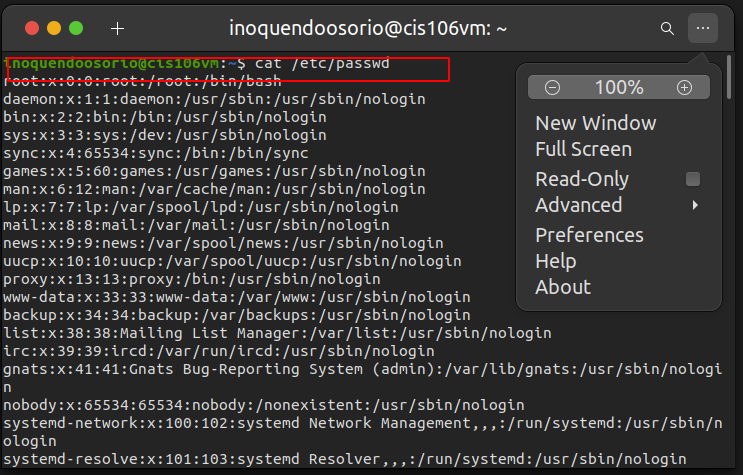 inoquendoosorio@cis106vm: ~
inoquendoosorio@cis106vm:~$ cat /etc/passwd
root:x:0:0:root:/root:/bin/bash
daemon:x:1:1:daemon:/usr/sbin:/usr/sbin/nologin
bin:x:2:2:bin:/bin:/usr/sbin/nologin
sys:x:3:3:sys:/dev:/usr/sbin/nologin
sync:x:4:65534:sync:/bin:/bin/sync
games:x:5:60:games:/usr/games:/usr/sbin/nologin
man:x:6:12:man:/var/cache/man:/usr/sbin/nologin
lp:x:7:7:lp:/var/spool/lpd:/usr/sbin/nologin
mail:x:8:8:mail:/var/mail:/usr/sbin/nologin
news:x:9:9:news:/var/spool/news:/usr/sbin/nologin
uucp:x:10:10:uucp:/var/spool/uucp:/usr/sbin/nologin
proxy:x:13:13:proxy:/bin:/usr/sbin/nologin
www-data:x:33:33:www-data:/var/www:/usr/sbin/nologin
backup:x:34:34:backup:/var/backups:/usr/sbin/nologin
list:x:38:38:Mailing List Manager:/var/list:/usr/sbin/nologin
irc:x:39:39:ircd:/var/run/ircd:/usr/sbin/nologin
gnats:x:41:41:Gnats Bug-Reporting System (admin):/var/lib/gnats:/usr/sbin/nologi
n
nobody:x:65534:65534:nobody:/nonexistent:/usr/sbin/nologin
systemd-network:x:100:102:systemd Network Management,,,:/run/systemd:/usr/sbin/n
ologin
systemd-resolve:x:101:103:systemd Resolver,,,:/run/systemd:/usr/sbin/nologin
100%
New Window
Full Screen
Read-Only
Advanced
Preferences
Help
About